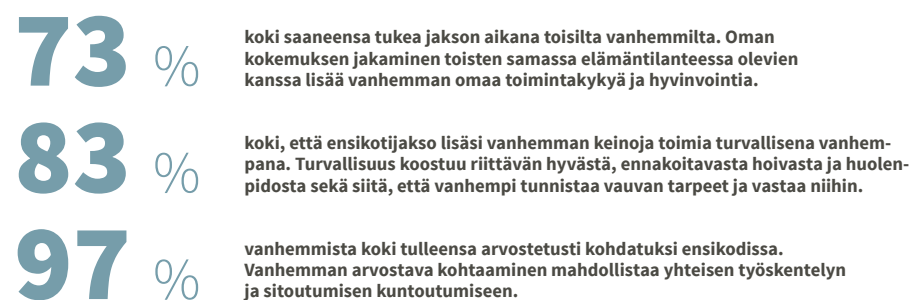 73 %
koki saaneensa tukea jakson aikana toisilta vanhemmilta. Oman
kokemuksen jakaminen toisten samassa elämäntilanteessa olevien
kanssa lisää vanhemman omaa toimintakykyä ja hyvinvointia.
83 %
koki, että ensikotijakso lisäsi vanhemman keinoja toimia turvallisena vanhem-
pana. Turvallisuus koostuu riittävän hyvästä, ennakoitavasta hoivasta ja huolen-
pidosta sekä siitä, että vanhempi tunnistaa vauvan tarpeet ja vastaa niihin.
97 %
vanhemmista koki tulleensa arvostetusti kohdatuksi ensikodissa.
Vanhemman arvostava kohtaaminen mahdollistaa yhteisen työskentelyn
ja sitoutumisen kuntoutumiseen.